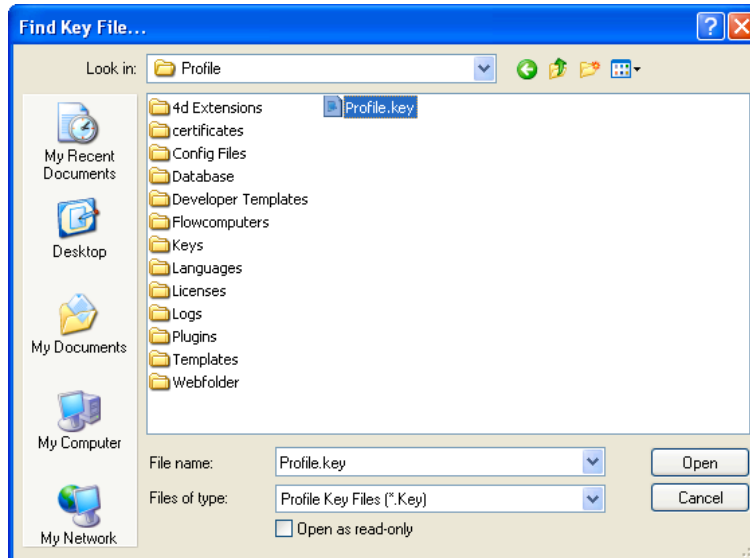 Find Key File...
Look in:
Profile
My Recent
Documents
Desktop
My Documents
My Computer
My Network
4d Extensions
certificates
Config Files
Database
Developer Templates
Flowcomputers
Keys
Languages
Licenses
Logs
Plugins
Templates
Webfolder
Profile.key
File name:
Profile.key
Open
Files of type:
Profile Key Files (*.Key)
Cancel
Open as read-only